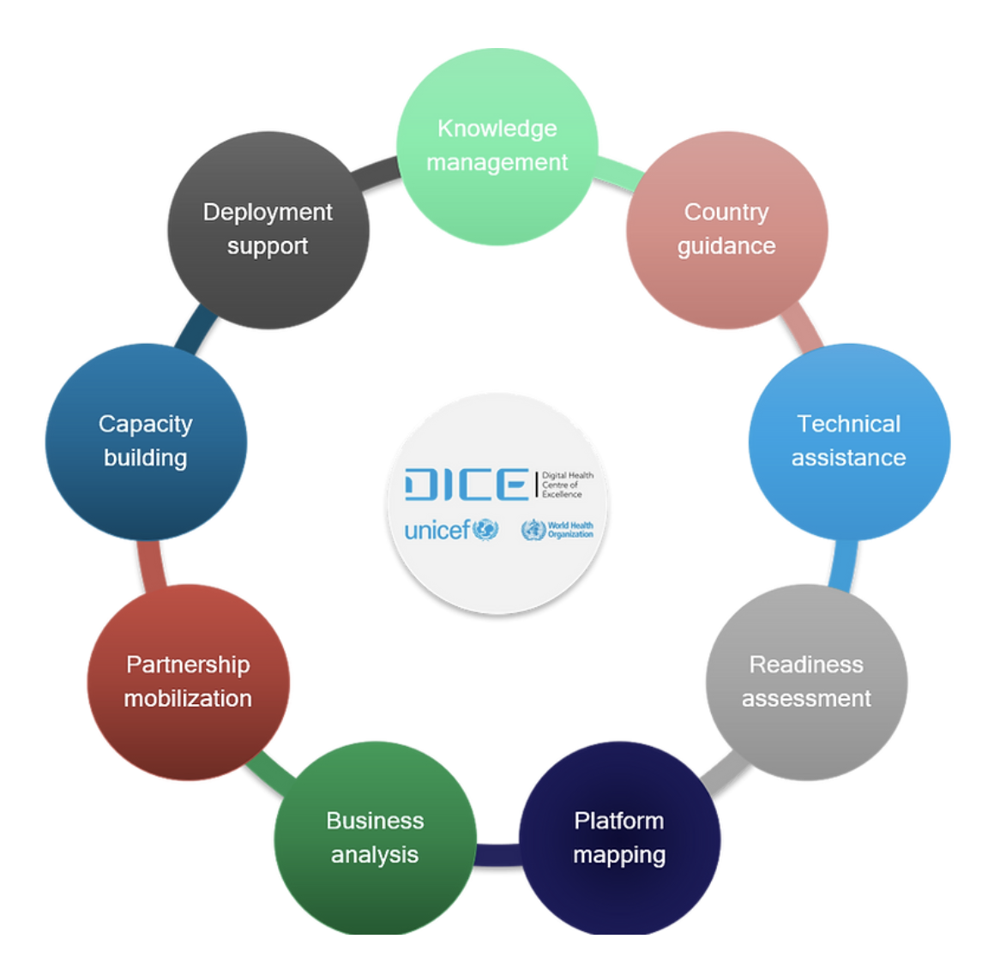 Knowledge
management
Country
guidance
Technical
assistance
Readiness
assessment
Platform
mapping
Business
analysis
Partnership
mobilization
Capacity
building
Deployment
support
DICE
Digital Health
Centre of
Excellence
unicef
World Health
Organization